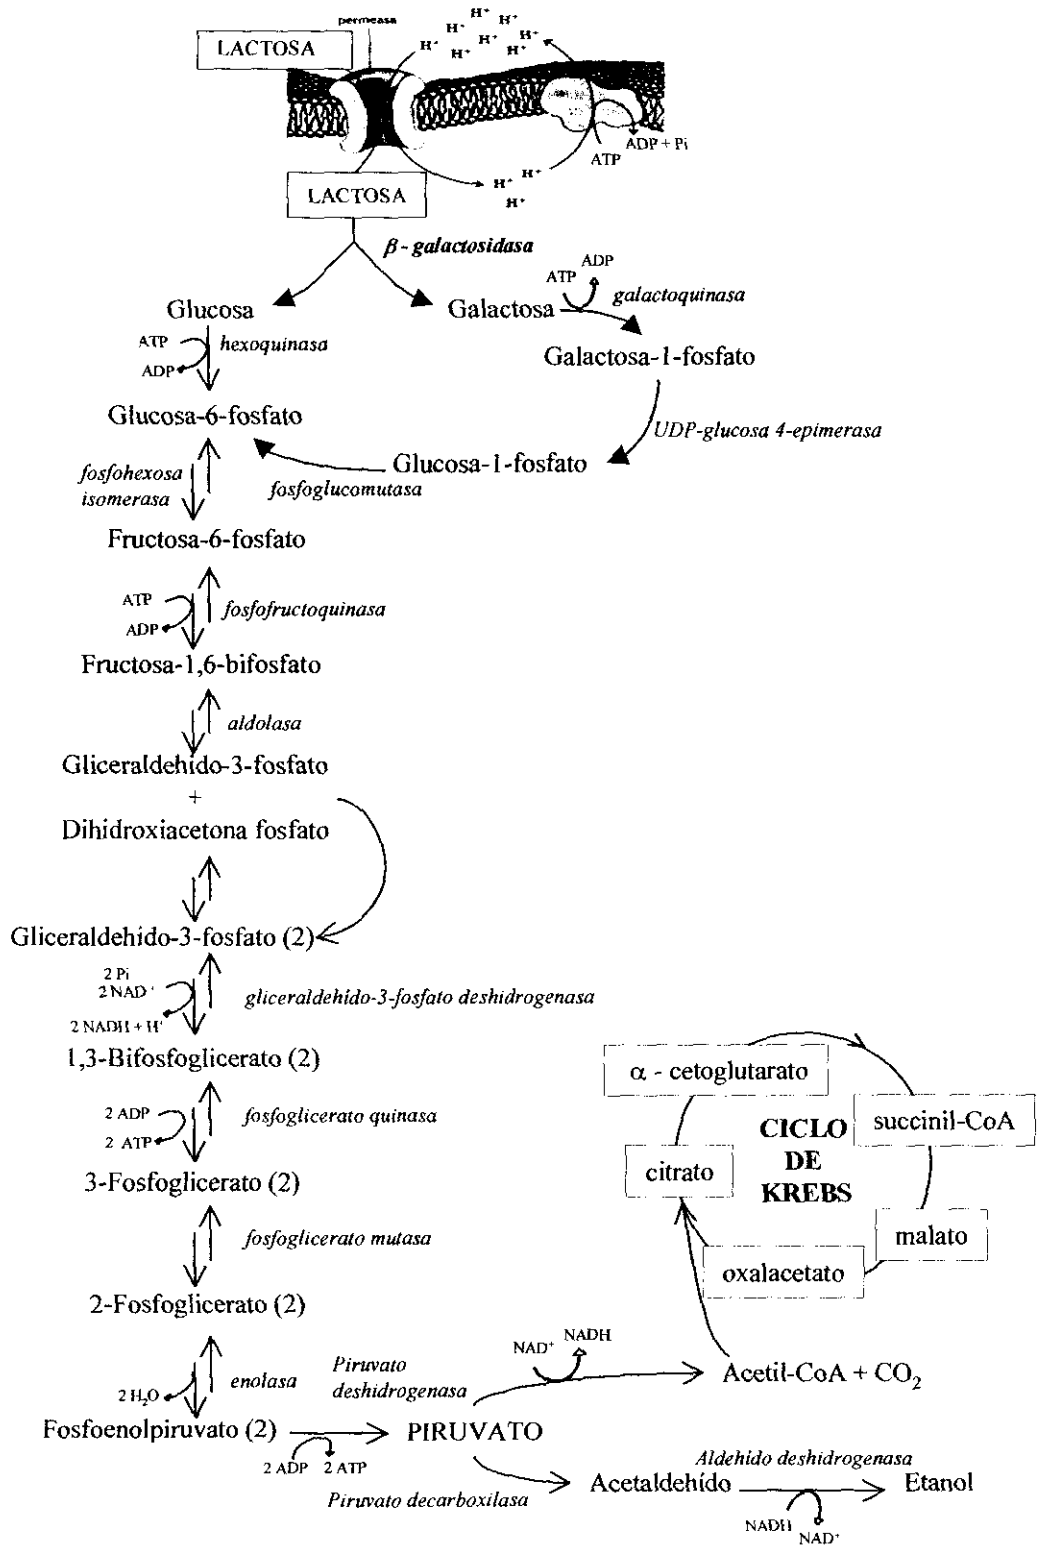 permeasa
H⁺ H⁺ H⁺
H⁺ H⁺ H⁺
H⁺ H⁺ H⁺
LACTOSA
ATP
ADP + Pi
H⁺ H⁺
H⁺
LACTOSA
β - galactosidasa
ATP ADP
galactoquinasa
Glucosa
Galactosa
ATP
hexoquinasa
ADP
Galactosa-1-fosfato
Glucosa-6-fosfato
UDP-glucosa 4-epimerasa
Glucosa-1-fosfato
fosfoglucomutasa
fosfohexosa
isomerasa
Fructosa-6-fosfato
ATP
fosfofructoquinasa
ADP
Fructosa-1,6-bifosfato
aldolasa
Gliceraldehído-3-fosfato
+
Dihidroxiacetona fosfato
Gliceraldehído-3-fosfato (2)
2 Pi
2 NAD⁺
gliceraldehído-3-fosfato deshidrogenasa
2 NADH + H⁺
1,3-Bifosfoglicerato (2)
2 ADP
fosfoglicerato quinasa
2 ATP
3-Fosfoglicerato (2)
fosfoglicerato mutasa
2-Fosfoglicerato (2)
2 H₂O
enolasa
Fosfoenolpiruvato (2)
2 ADP 2 ATP
PIRUVATO
Piruvato
deshidrogenasa
NAD⁺ NADH
Acetil-CoA + CO₂
α - cetoglutarato
succinil-CoA
CICLO
DE
KREBS
citrato
malato
oxalacetato
Piruvato decarboxilasa
Acetaldehído
Aldehído deshidrogenasa
Etanol
NADH
NAD⁺